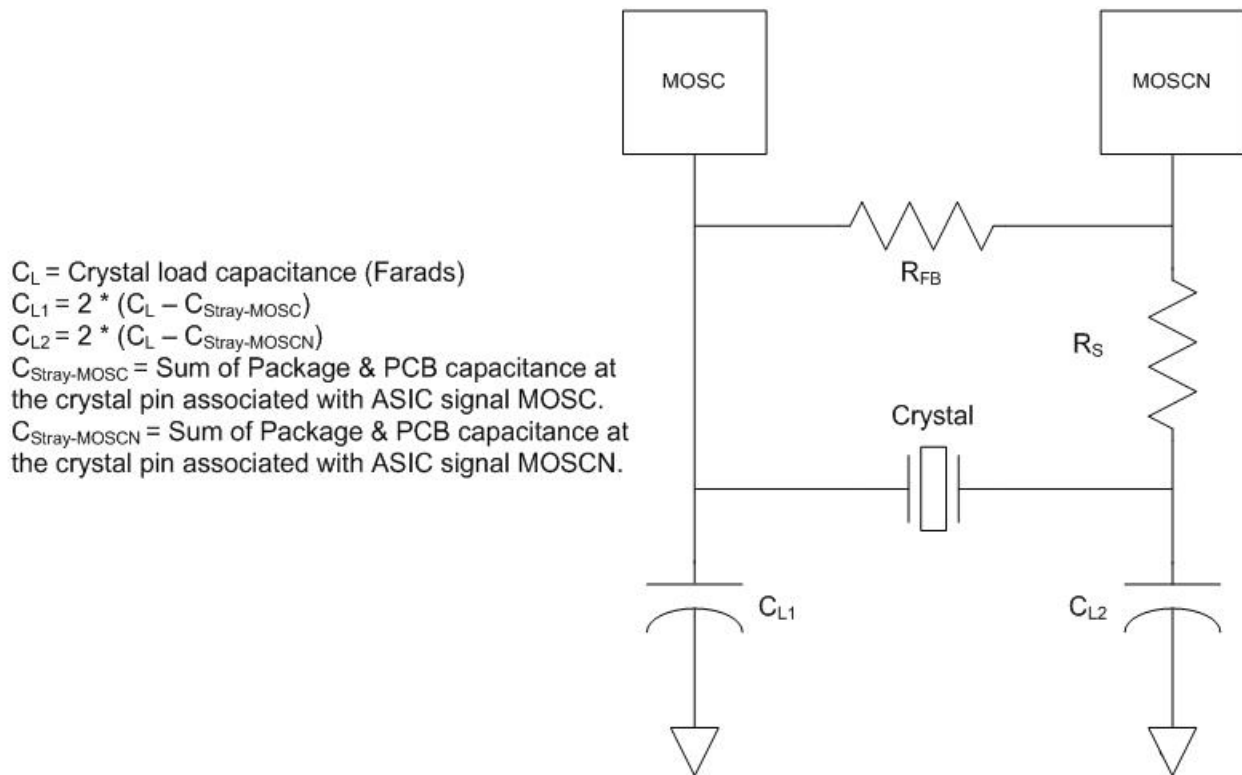 MOSC
MOSCN
C_L = Crystal load capacitance (Farads)
C_L1 = 2 * (C_L – C_Stray-MOSC)
C_L2 = 2 * (C_L – C_Stray-MOSCN)
C_Stray-MOSC = Sum of Package & PCB capacitance at
the crystal pin associated with ASIC signal MOSC.
C_Stray-MOSCN = Sum of Package & PCB capacitance at
the crystal pin associated with ASIC signal MOSCN.
R_FB
R_S
Crystal
C_L1
C_L2